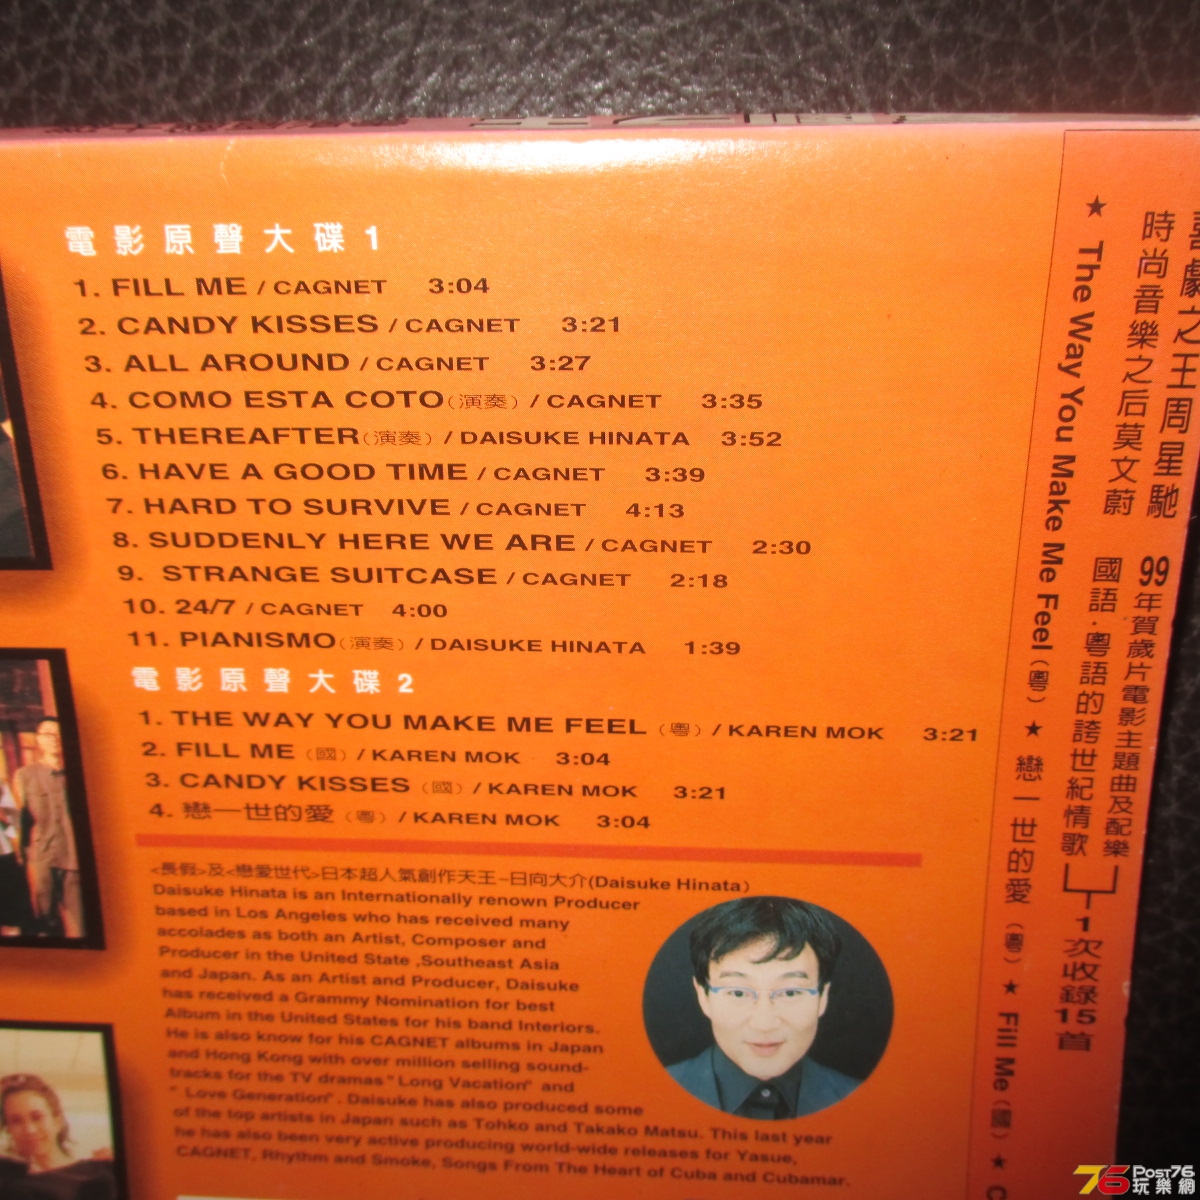 電影原聲大碟 1
1. FILL ME / CAGNET 3:04
2. CANDY KISSES / CAGNET 3:21
3. ALL AROUND / CAGNET 3:27
4. COMO ESTA COTO(演奏) / CAGNET 3:35
5. THEREAFTER(演奏) / DAISUKE HINATA 3:52
6. HAVE A GOOD TIME / CAGNET 3:39
7. HARD TO SURVIVE / CAGNET 4:13
8. SUDDENLY HERE WE ARE / CAGNET 2:30
9. STRANGE SUITCASE / CAGNET 2:18
10. 24/7 / CAGNET 4:00
11. PIANISMO(演奏) / DAISUKE HINATA 1:39
電影原聲大碟 2
1. THE WAY YOU MAKE ME FEEL (粵) / KAREN MOK 3:21
2. FILL ME (國) / KAREN MOK 3:04
3. CANDY KISSES (國) / KAREN MOK 3:21
4. 戀一世的愛 (粵) / KAREN MOK 3:04
<長假>及<戀愛世代>日本超人氣創作天王-日向大介(Daisuke Hinata)
Daisuke Hinata is an Internationally renown Producer
based in Los Angeles who has received many
accolades as both an Artist, Composer and
Producer in the United State ,Southeast Asia
and Japan. As an Artist and Producer, Daisuke
has received a Grammy Nomination for best
Album in the United States for his band Interiors.
He is also know for his CAGNET albums in Japan
and Hong Kong with over million selling sound-
tracks for the TV dramas "Long Vacation" and
" Love Generation". Daisuke has also produced some
of the top artists in Japan such as Tohko and Takako Matsu. This last year
he has also been very active producing world-wide releases for Yasue,
CAGNET, Rhythm and Smoke, Songs From The Heart of Cuba and Cubamar.
喜劇之王周星馳
時尚音樂之后莫文蔚
99年賀歲片電影主題曲及配樂
國語·粵語的誇世紀情歌
1次收錄15首
★ The Way You Make Me Feel (粵) ★ 戀一世的愛 (粵) ★ Fill Me (國) ★ C
76 Post76
玩樂網